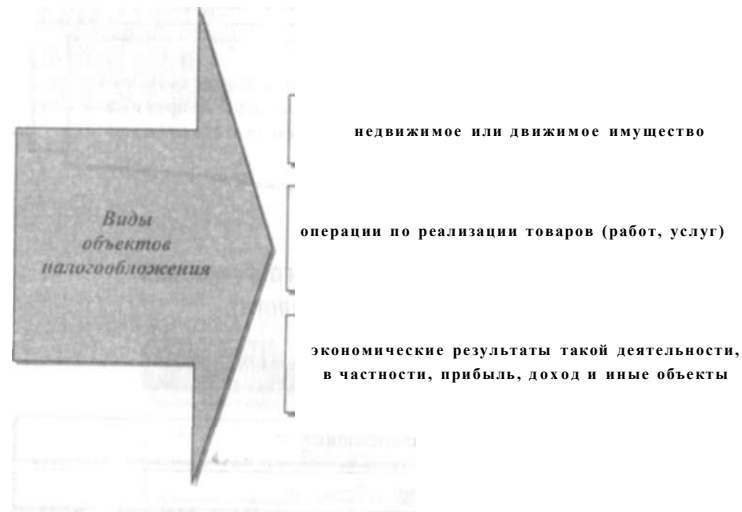 Виды
объектов
налогообложения
недвижимое или движимое имущество
операции по реализации товаров (работ, услуг)
экономические результаты такой деятельности,
в частности, прибыль, доход и иные объекты